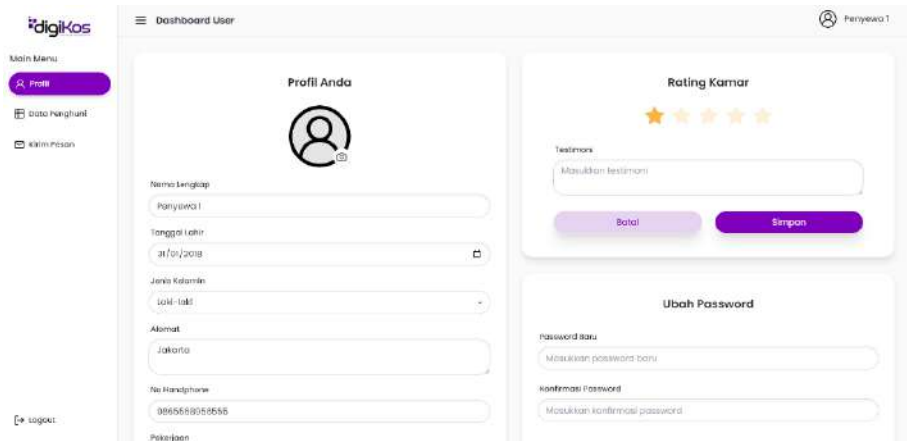 digiKos
Main Menu
Profil
Data Penghuni
Kirim Pesan
Logout
Dashboard User
Penyewa 1
Profil Anda
Nama Lengkap
Penyewa 1
Tanggal Lahir
31/01/2018
Jenis Kelamin
Laki-laki
Alamat
Jakarta
No Handphone
Pekerjaan
Rating Kamar
Testimoni
Masukkan testimoni
Batal
Simpan
Ubah Password
Password Baru
Masukkan password baru
Konfirmasi Password
Masukkan konfirmasi password